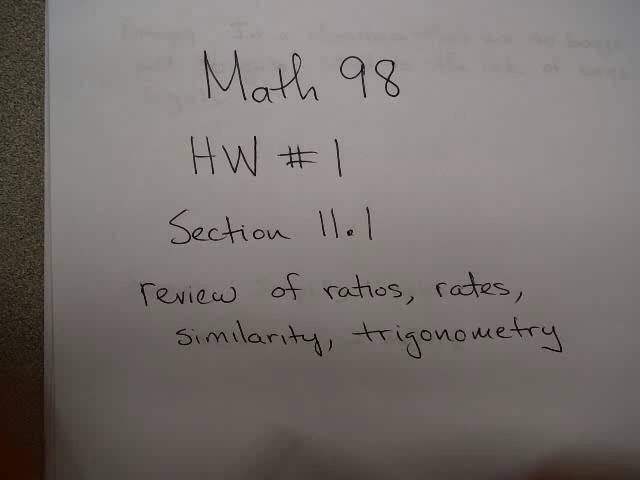 Math 98
HW #1
Section 11.1
review of ratios, rates,
similarity, trigonometry